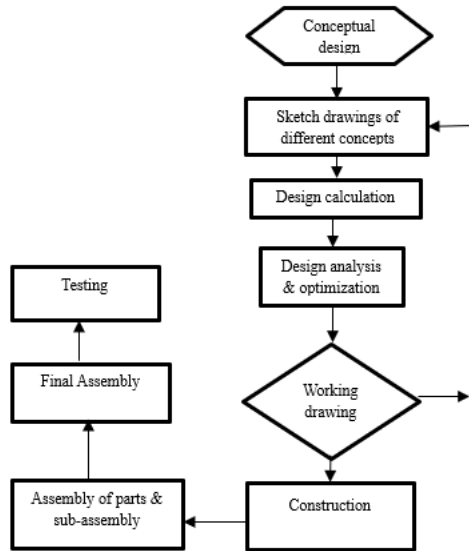 Conceptual
design
Sketch drawings of
different concepts
Design calculation
Design analysis
& optimization
Working
drawing
Construction
Assembly of parts &
sub-assembly
Final Assembly
Testing